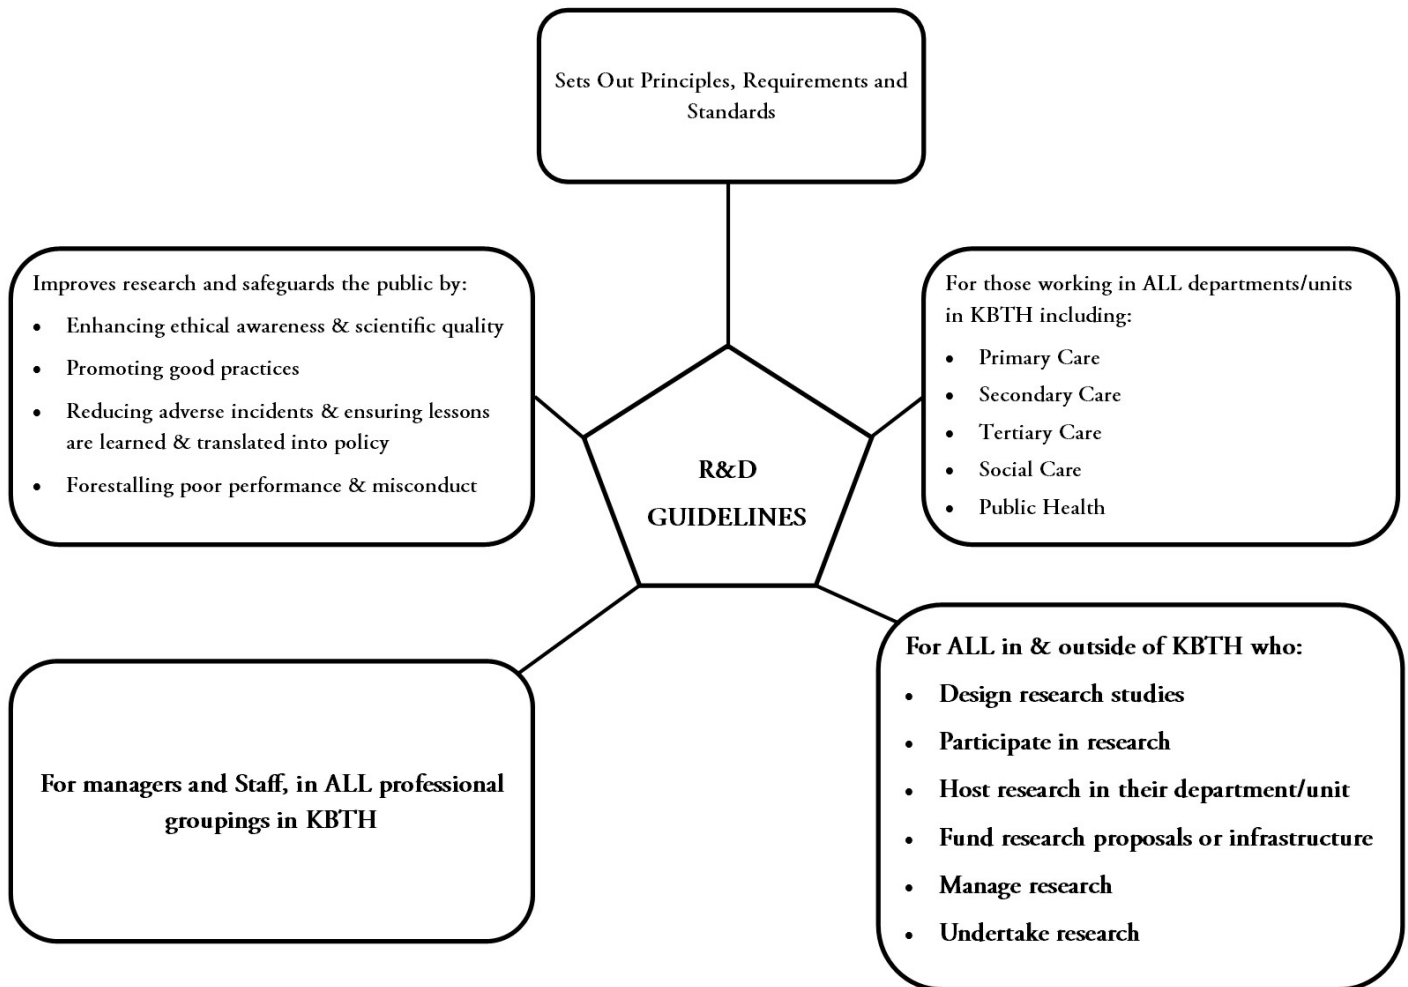 Sets Out Principles, Requirements and
Standards
Improves research and safeguards the public by:
• Enhancing ethical awareness & scientific quality
• Promoting good practices
• Reducing adverse incidents & ensuring lessons
are learned & translated into policy
• Forestalling poor performance & misconduct
For those working in ALL departments/units
in KBTH including:
• Primary Care
• Secondary Care
• Tertiary Care
• Social Care
• Public Health
R&D
GUIDELINES
For managers and Staff, in ALL professional
groupings in KBTH
For ALL in & outside of KBTH who:
• Design research studies
• Participate in research
• Host research in their department/unit
• Fund research proposals or infrastructure
• Manage research
• Undertake research